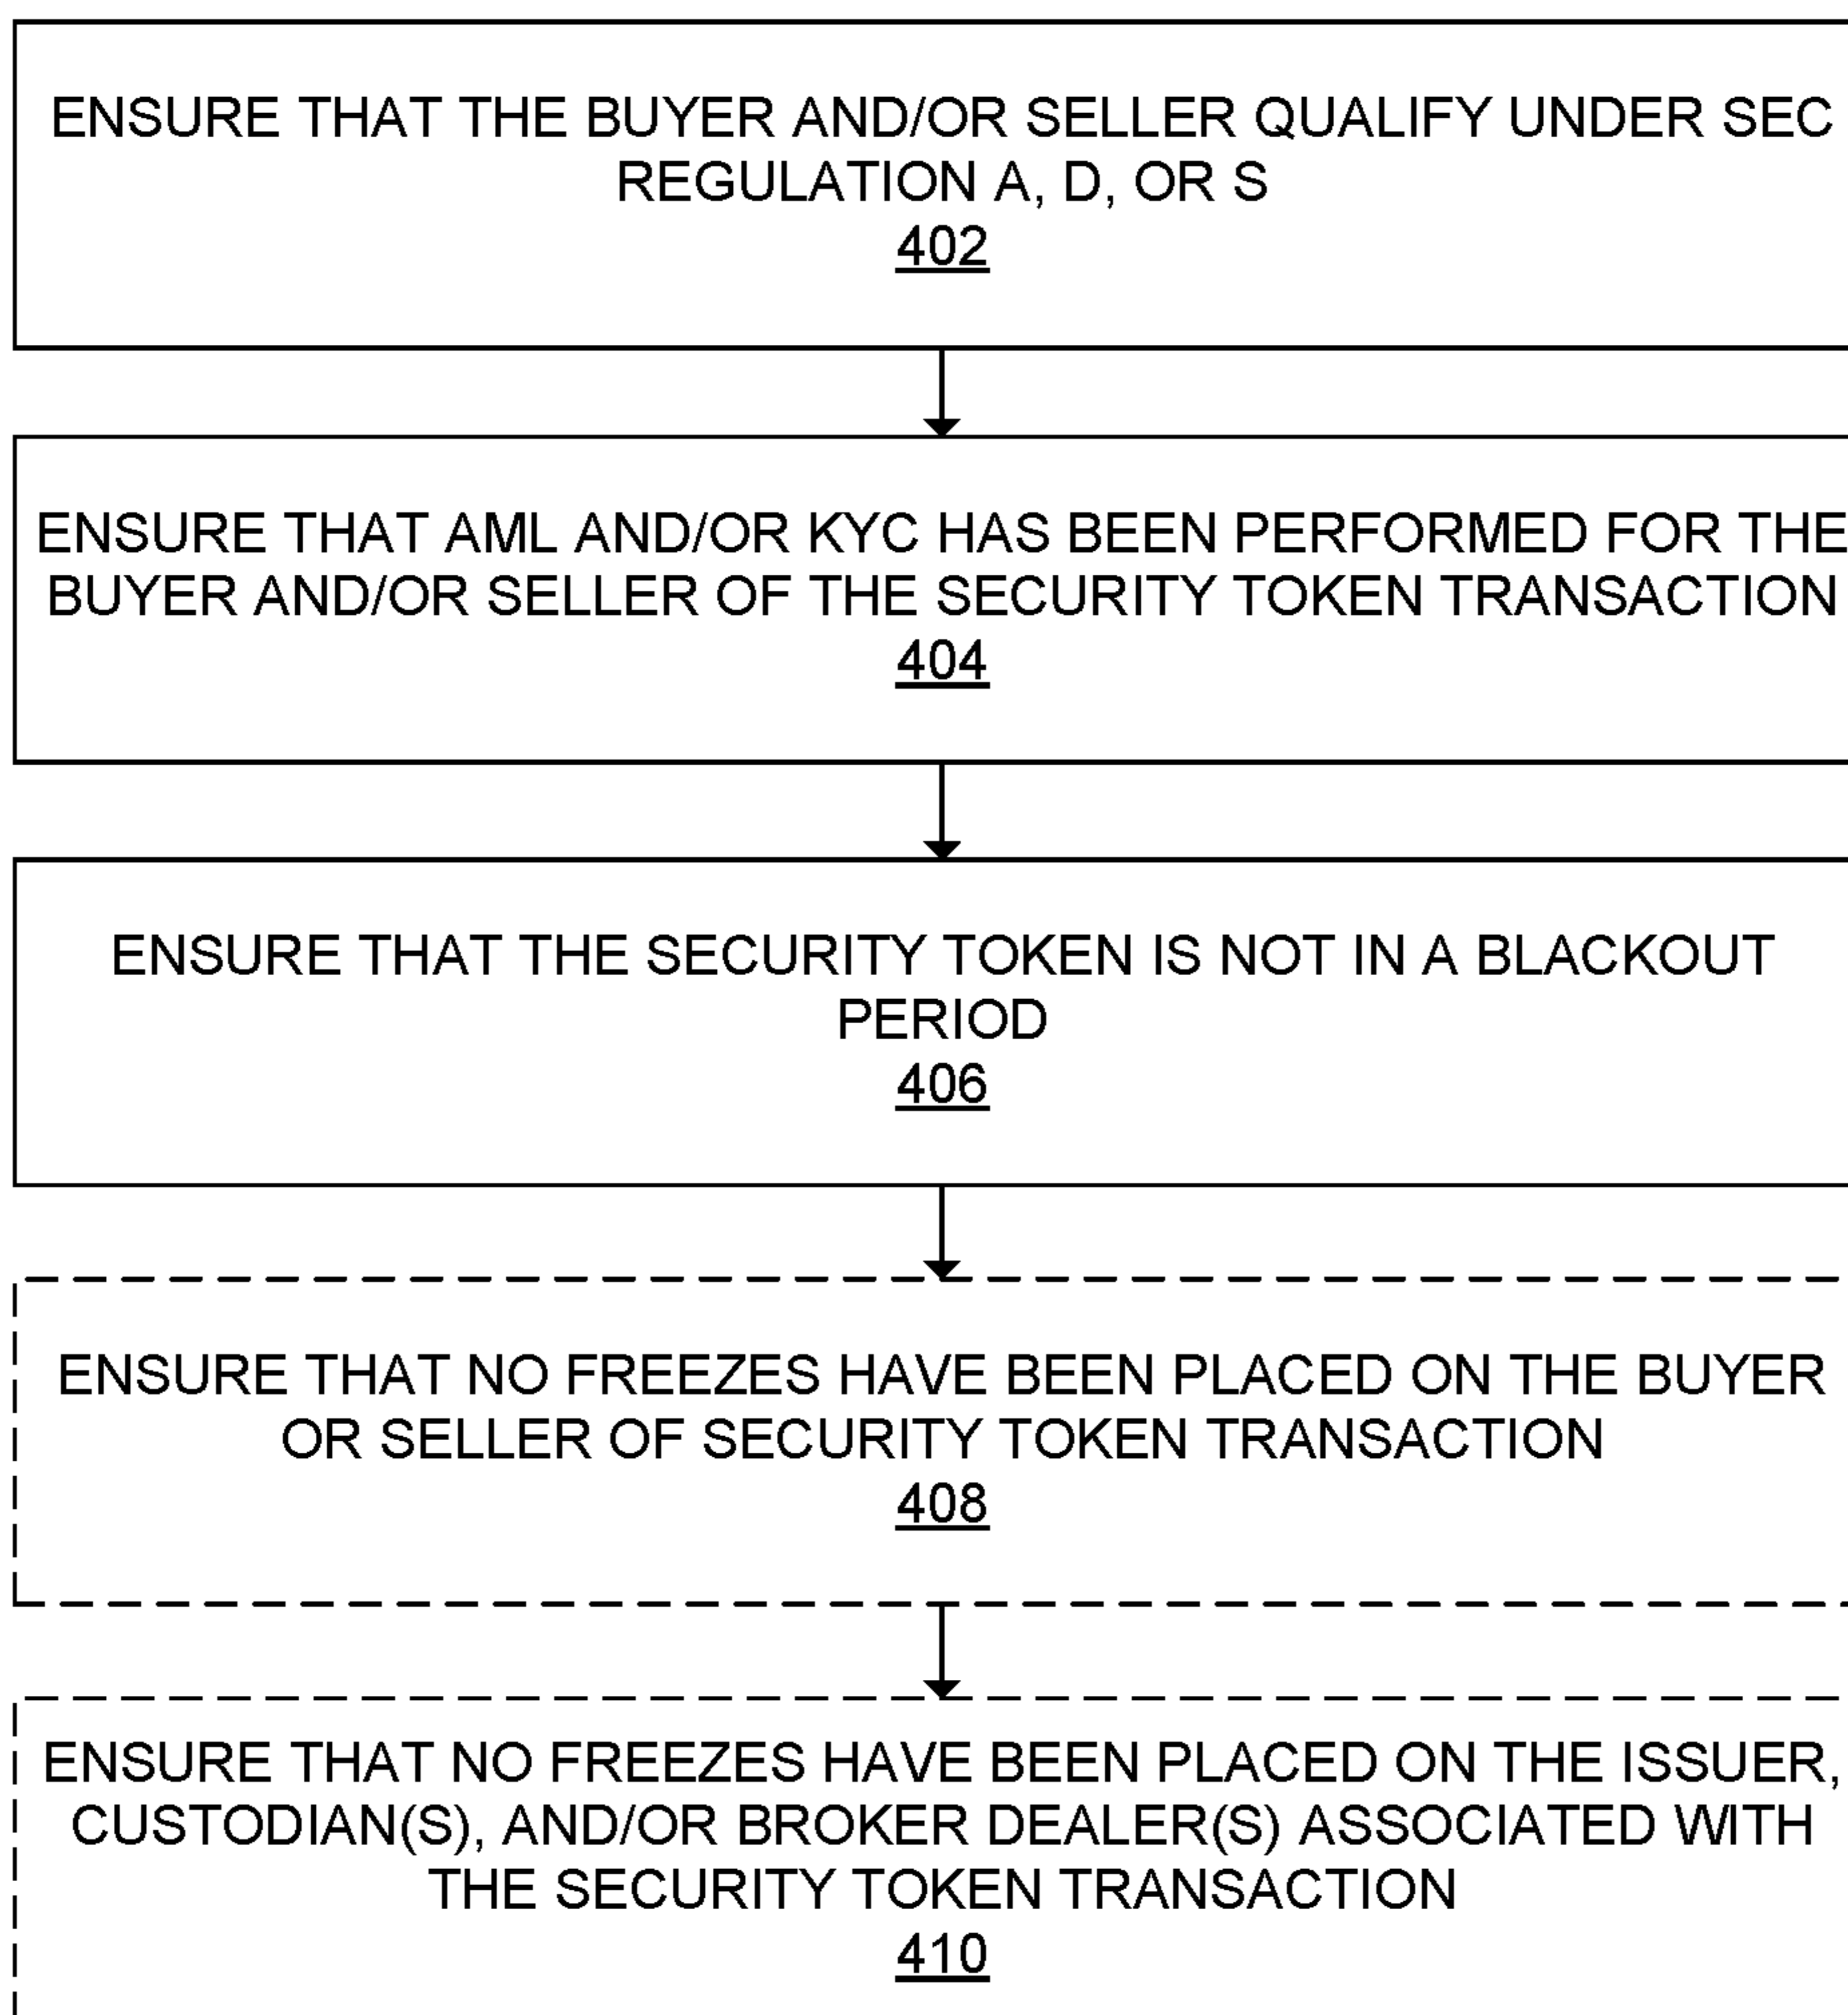 ENSURE THAT THE BUYER AND/OR SELLER QUALIFY UNDER SEC
REGULATION A, D, OR S
402
ENSURE THAT AML AND/OR KYC HAS BEEN PERFORMED FOR THE
BUYER AND/OR SELLER OF THE SECURITY TOKEN TRANSACTION
404
ENSURE THAT THE SECURITY TOKEN IS NOT IN A BLACKOUT
PERIOD
406
ENSURE THAT NO FREEZES HAVE BEEN PLACED ON THE BUYER
OR SELLER OF SECURITY TOKEN TRANSACTION
408
ENSURE THAT NO FREEZES HAVE BEEN PLACED ON THE ISSUER,
CUSTODIAN(S), AND/OR BROKER DEALER(S) ASSOCIATED WITH
THE SECURITY TOKEN TRANSACTION
410